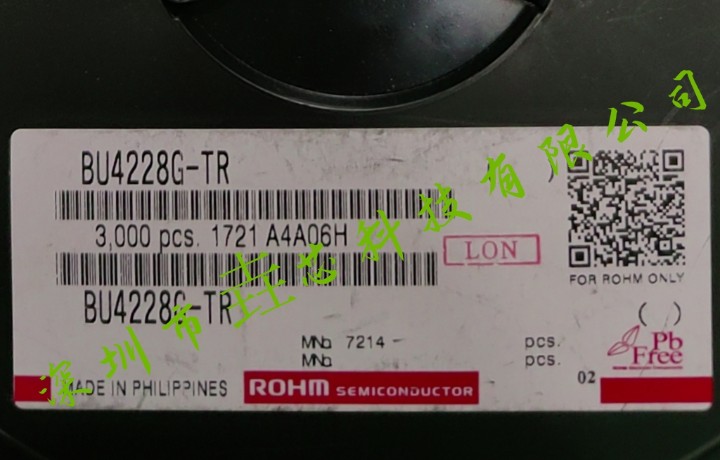 BU4228G-TR
3,000 pcs. 1721 A4A06H
LON
FOR ROHM ONLY
BU4228G-TR
( )
MNo 7214 - pcs.
MNo pcs.
Pb
Free
02
MADE IN PHILIPPINES
ROHM SEMICONDUCTOR
深圳市珪芯科技有限公司